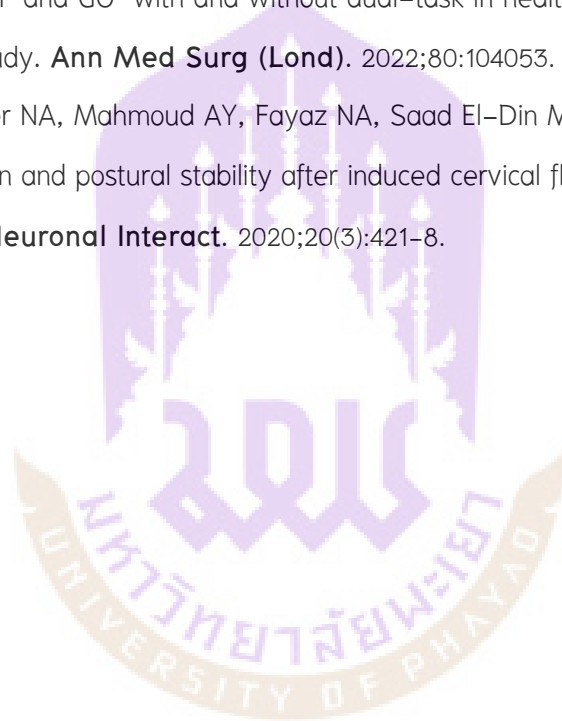 and GO" with and without dual-task in healt
dy. Ann Med Surg (Lond). 2022;80:104053.
er NA, Mahmoud AY, Fayaz NA, Saad El-Din M
n and postural stability after induced cervical fl
Neuronal Interact. 2020;20(3):421-8.
มหาวิทยาลัยพะเยา
UNIVERSITY OF PHAYAO